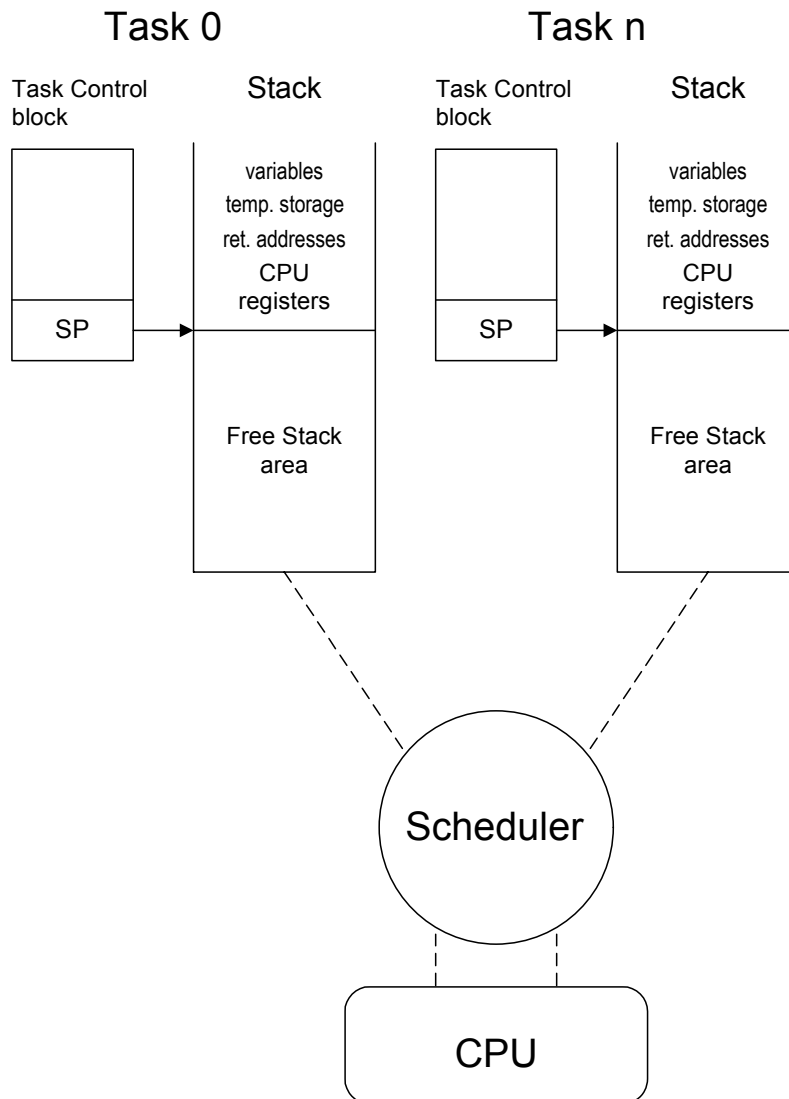 Task 0
Task Control
block
Stack
variables
temp. storage
ret. addresses
CPU
registers
SP
Free Stack
area
Task n
Task Control
block
Stack
variables
temp. storage
ret. addresses
CPU
registers
SP
Free Stack
area
Scheduler
CPU